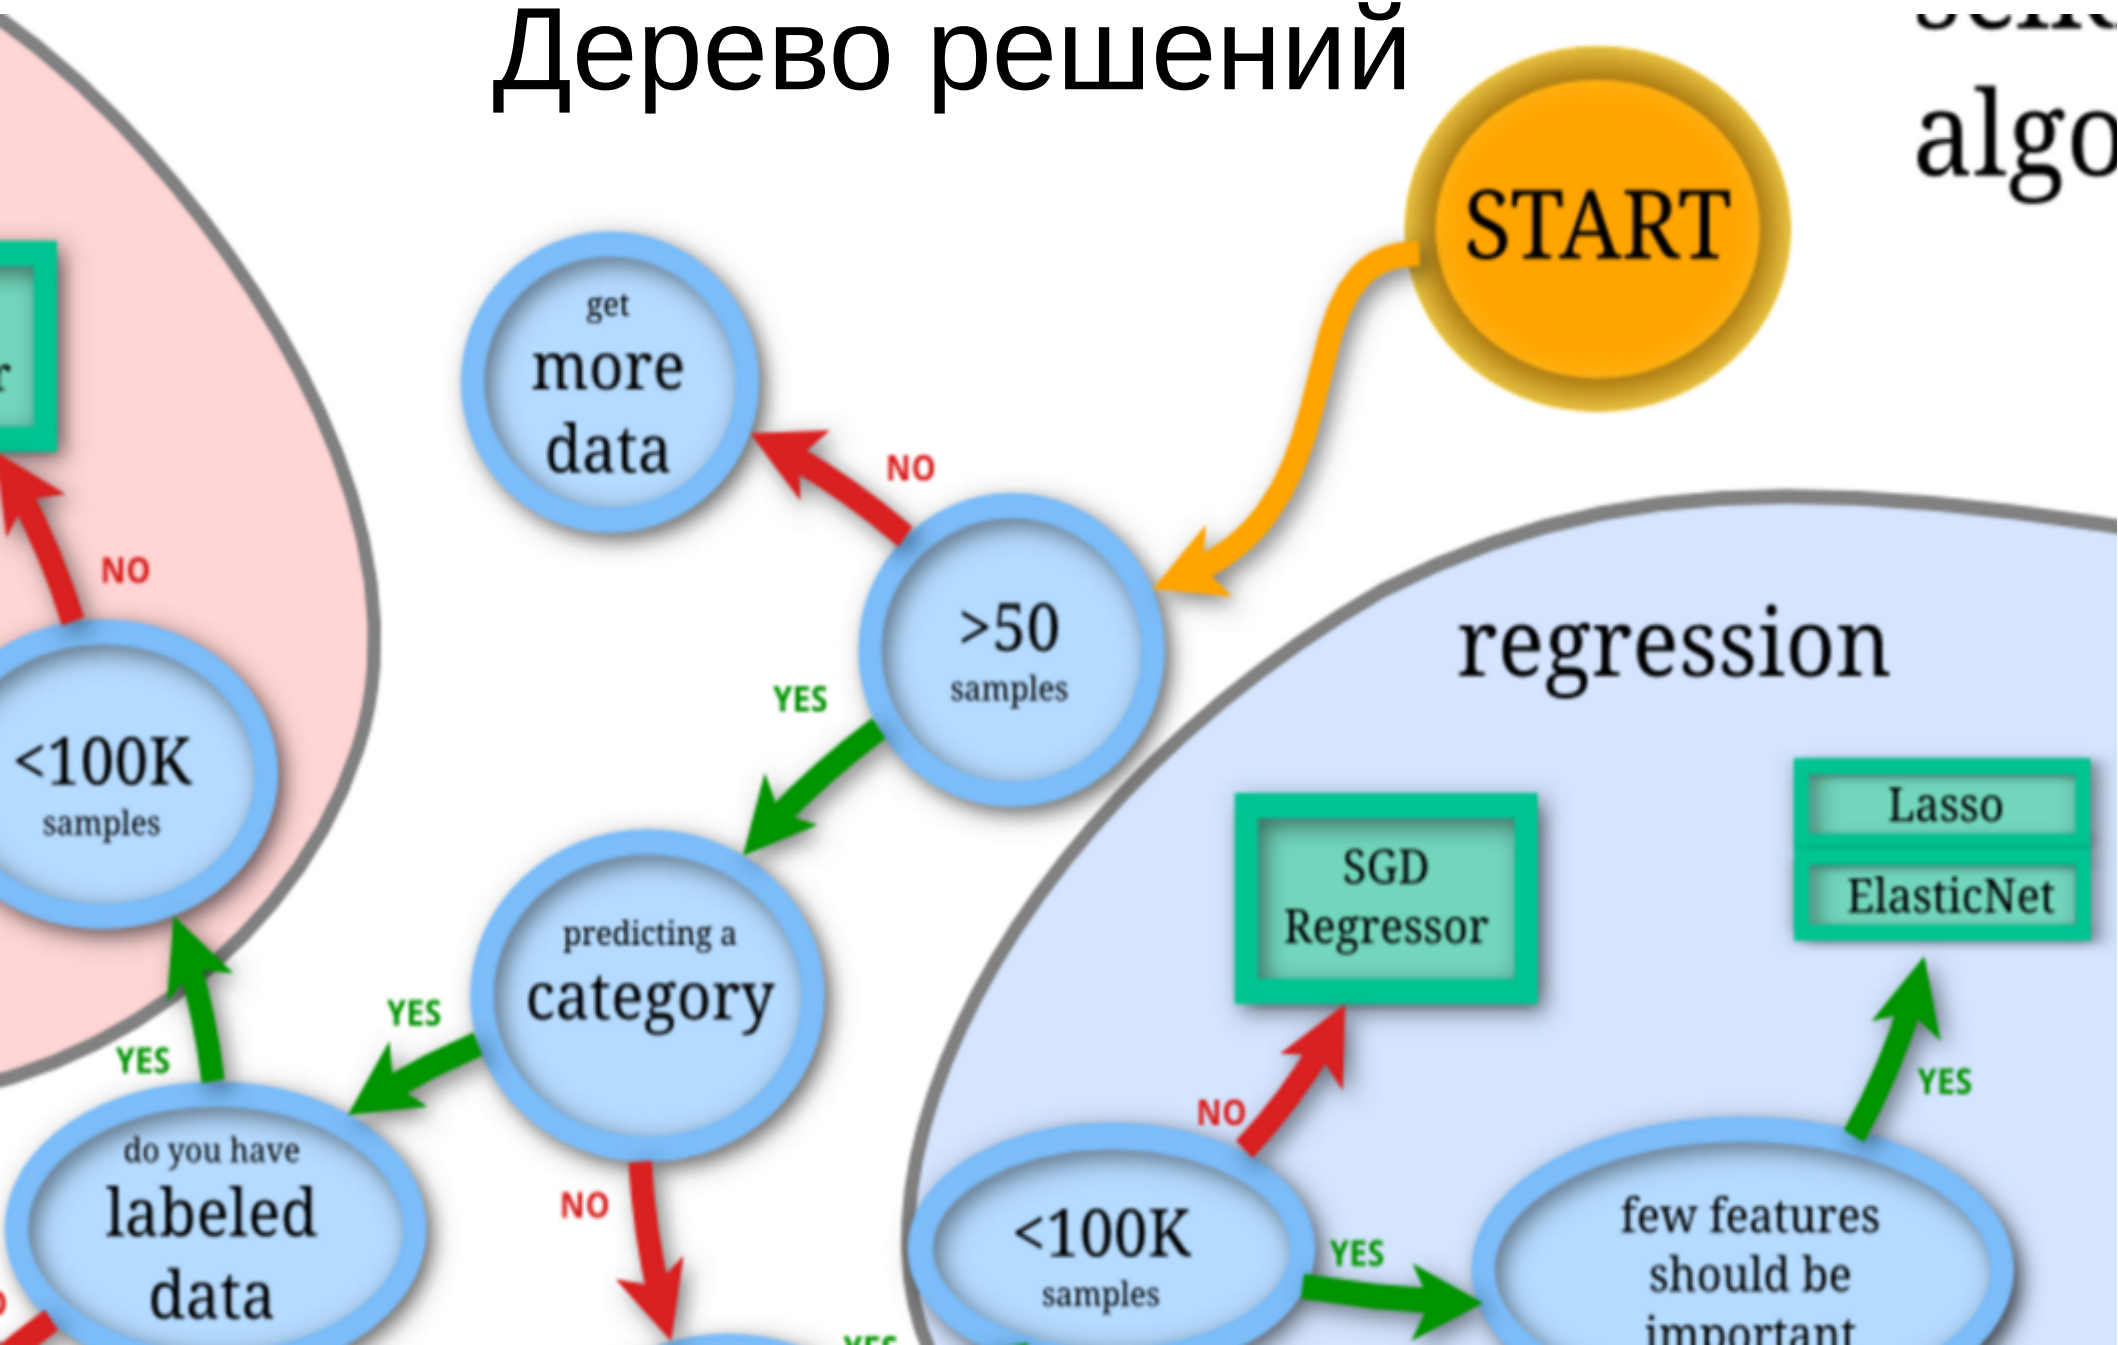 Дерево решений
algo
START
get
more
data
NO
>50
samples
YES
regression
NO
<100K
samples
Lasso
ElasticNet
SGD
Regressor
predicting a
category
YES
YES
do you have
labeled
data
NO
NO
YES
<100K
samples
YES
few features
should be
important
YES